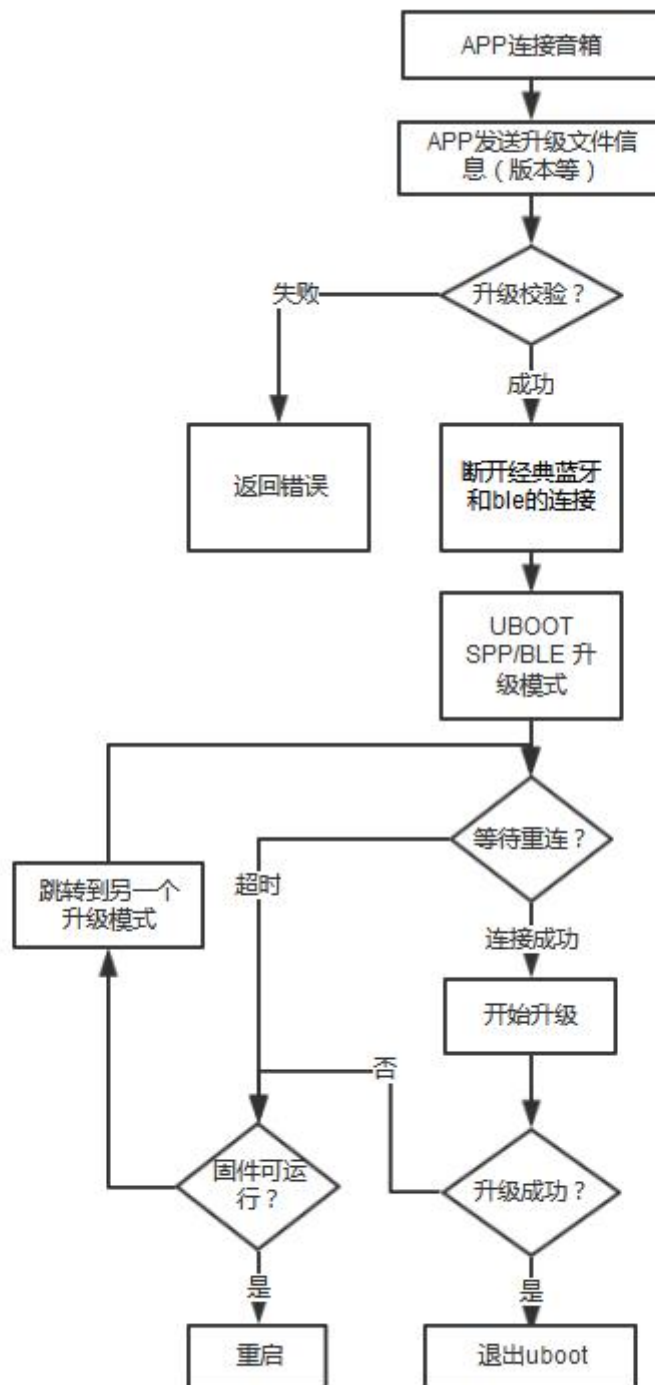 APP连接音箱
APP发送升级文件信
息（版本等）
升级校验？
失败
成功
返回错误
断开经典蓝牙
和ble的连接
UBOOT
SPP/BLE 升
级模式
等待重连？
超时
跳转到另一个
升级模式
连接成功
开始升级
否
固件可运
行？
升级成功？
是
是
重启
退出uboot